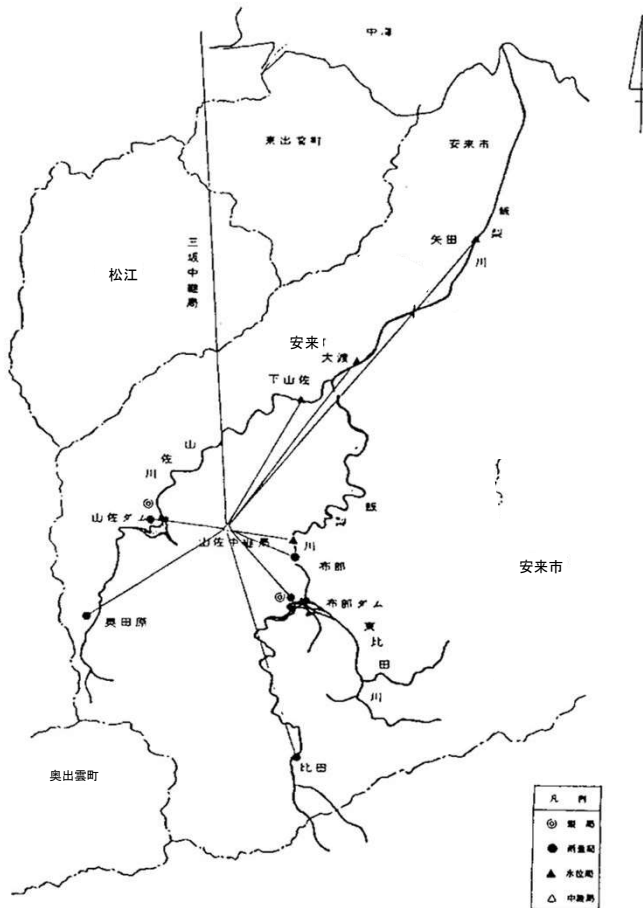 中海
東出雲町
安来市
三坂中継局
松江
矢田
飯梨川
安来
大渡
下山佐
山佐川
山佐ダム
山佐中継局
飯梨川
布部
安来市
奥田原
布部ダム
東比田川
比田
奥出雲町
凡例
雨量局
水位局
中継局